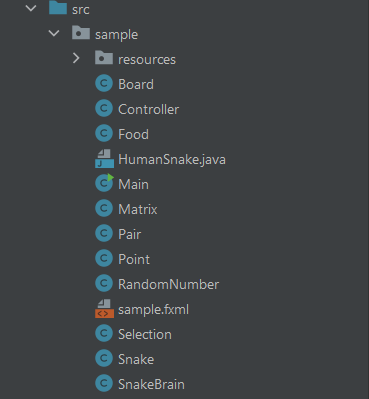 src
sample
resources
Board
Controller
Food
HumanSnake.java
Main
Matrix
Pair
Point
RandomNumber
sample.fxml
Selection
Snake
SnakeBrain